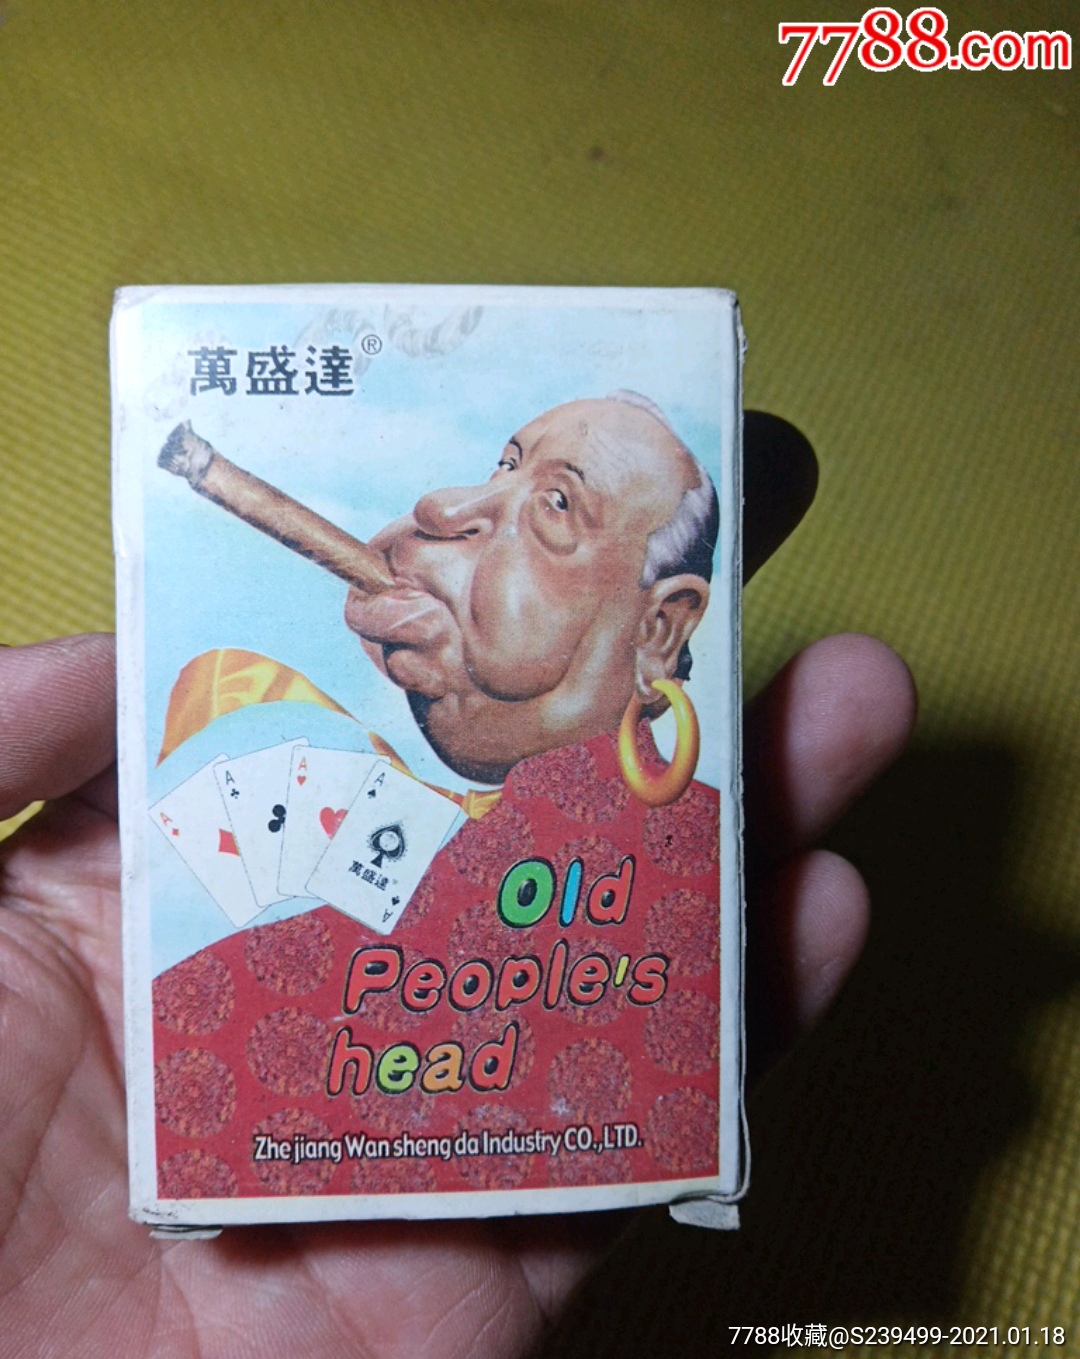 7788.com
萬盛達®
A
A
A
A
萬盛達®
A
Old
People's
head
Zhe jiang Wan sheng da Industry CO.,LTD.
7788收藏@S239499-2021.01.18